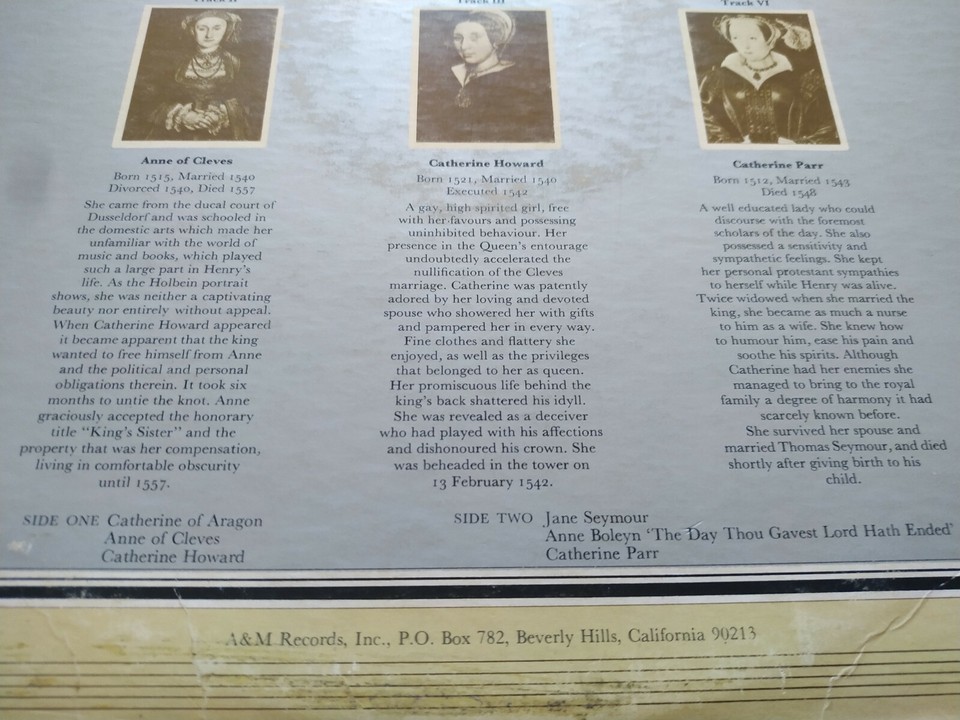 Track II
Track III
Track VI
Anne of Cleves
Born 1515, Married 1540
Divorced 1540, Died 1557
She came from the ducal court of
Dusseldorf and was schooled in
the domestic arts which made her
unfamiliar with the world of
music and books, which played
such a large part in Henry's
life. As the Holbein portrait
shows, she was neither a captivating
beauty nor entirely without appeal.
When Catherine Howard appeared
it became apparent that the king
wanted to free himself from Anne
and the political and personal
obligations therein. It took six
months to untie the knot. Anne
graciously accepted the honorary
title "King's Sister" and the
property that was her compensation,
living in comfortable obscurity
until 1557.
Catherine Howard
Born 1521, Married 1540
Executed 1542
A gay, high spirited girl, free
with her favours and possessing
uninhibited behaviour. Her
presence in the Queen's entourage
undoubtedly accelerated the
nullification of the Cleves
marriage. Catherine was patently
adored by her loving and devoted
spouse who showered her with gifts
and pampered her in every way.
Fine clothes and flattery she
enjoyed, as well as the privileges
that belonged to her as queen.
Her promiscuous life behind the
king's back shattered his idyll.
She was revealed as a deceiver
who had played with his affections
and dishonoured his crown. She
was beheaded in the tower on
13 February 1542.
Catherine Parr
Born 1512, Married 1543
Died 1548
A well educated lady who could
discourse with the foremost
scholars of the day. She also
possessed a sensitivity and
sympathetic feelings. She kept
her personal protestant sympathies
to herself while Henry was alive.
Twice widowed when she married the
king, she became as much a nurse
to him as a wife. She knew how
to humour him, ease his pain and
soothe his spirits. Although
Catherine had her enemies she
managed to bring to the royal
family a degree of harmony it had
scarcely known before.
She survived her spouse and
married Thomas Seymour, and died
shortly after giving birth to his
child.
SIDE ONE Catherine of Aragon
Anne of Cleves
Catherine Howard
SIDE TWO Jane Seymour
Anne Boleyn 'The Day Thou Gavest Lord Hath Ended'
Catherine Parr
A&M Records, Inc., P.O. Box 782, Beverly Hills, California 90213